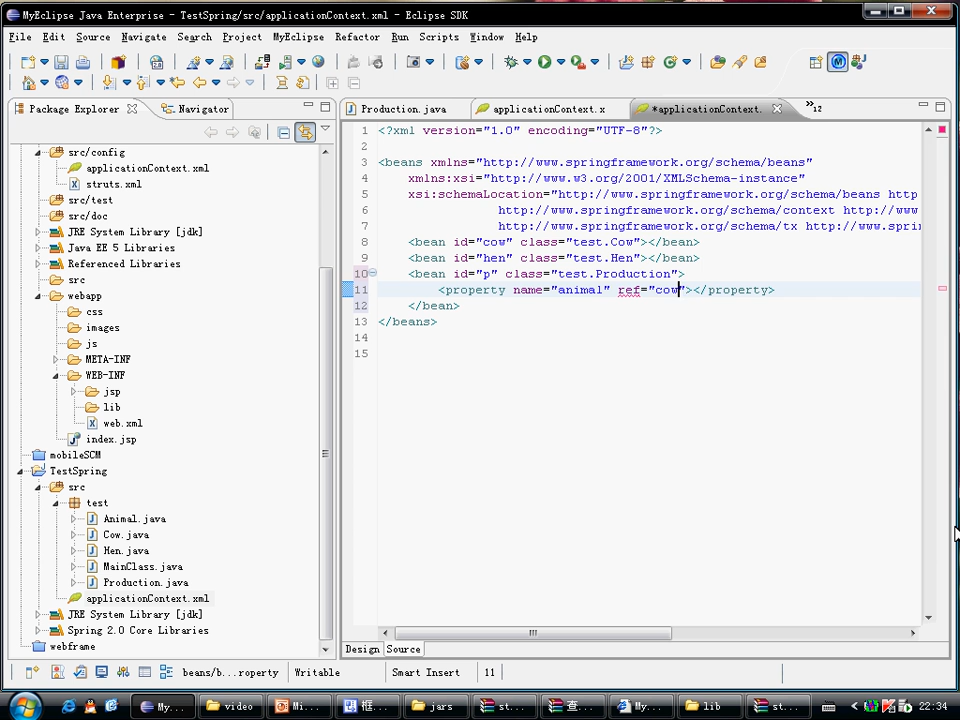 MyEclipse Java Enterprise - TestSpring/src/applicationContext.xml - Eclipse SDK
File Edit Source Navigate Search Project MyEclipse Refactor Run Scripts Window Help
Package Explorer Navigator Production.java applicationContext.x *applicationContext. »12
src/config
applicationContext.xml
struts.xml
src/test
src/doc
JRE System Library [jdk]
Java EE 5 Libraries
Referenced Libraries
src
webapp
css
images
js
META-INF
WEB-INF
jsp
lib
web.xml
index.jsp
mobileSCM
TestSpring
src
test
Animal.java
Cow.java
Hen.java
MainClass.java
Production.java
applicationContext.xml
JRE System Library [jdk]
Spring 2.0 Core Libraries
webframe
1 <?xml version="1.0" encoding="UTF-8"?>
2
3 <beans xmlns="http://www.springframework.org/schema/beans"
4 xmlns:xsi="http://www.w3.org/2001/XMLSchema-instance"
5 xsi:schemaLocation="http://www.springframework.org/schema/beans http
6 http://www.springframework.org/schema/context http://www
7 http://www.springframework.org/schema/tx http://www.spri
8 <bean id="cow" class="test.Cow"></bean>
9 <bean id="hen" class="test.Hen"></bean>
10 <bean id="p" class="test.Production">
11 <property name="animal" ref="cow"></property>
12 </bean>
13 </beans>
14
15
Design Source
beans/b...roperty Writable Smart Insert 11
My... video Mi... 框... jars st... 查... My... lib st... 22:34